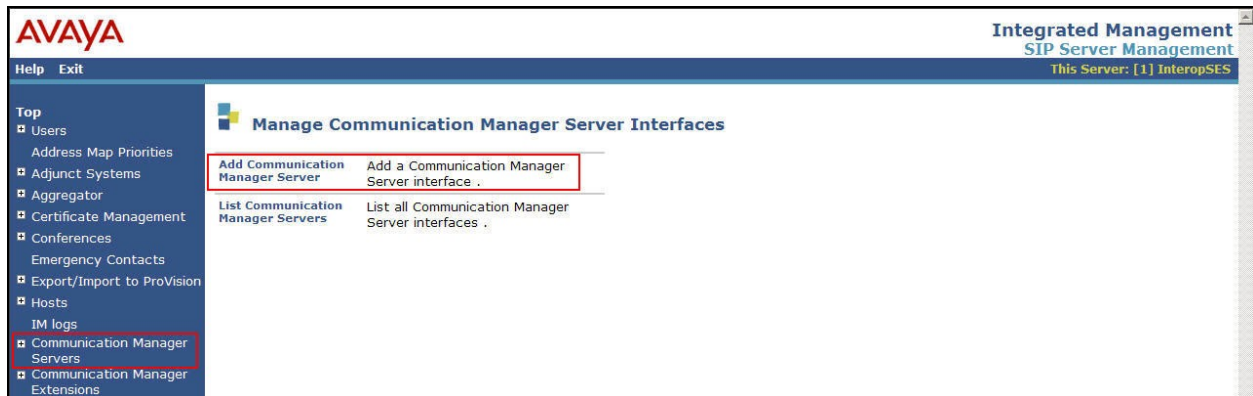 AVAYA
Integrated Management
SIP Server Management
Help Exit
This Server: [1] InteropSES
Top
Users
Address Map Priorities
Adjunct Systems
Aggregator
Certificate Management
Conferences
Emergency Contacts
Export/Import to ProVision
Hosts
IM logs
Communication Manager
Servers
Communication Manager
Extensions
Manage Communication Manager Server Interfaces
Add Communication
Manager Server
Add a Communication Manager
Server interface .
List Communication
Manager Servers
List all Communication Manager
Server interfaces .